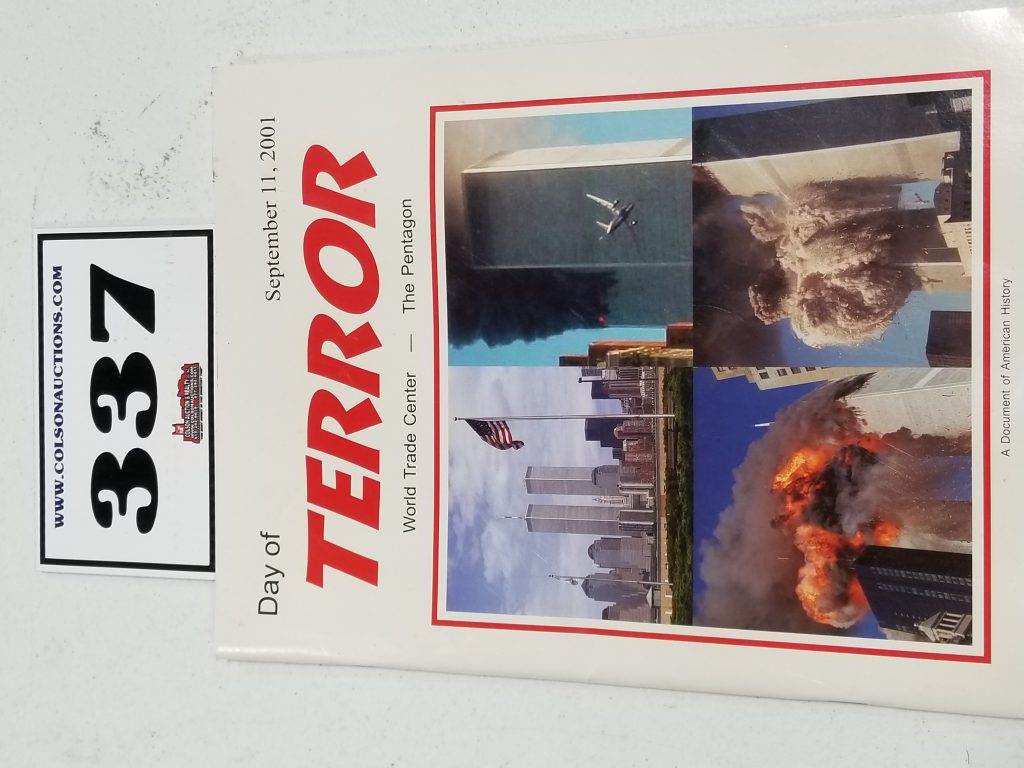 WWW.COLSONAUCTIONS.COM
337
Day of
September 11, 2001
TERROR
World Trade Center — The Pentagon
A Document of American History